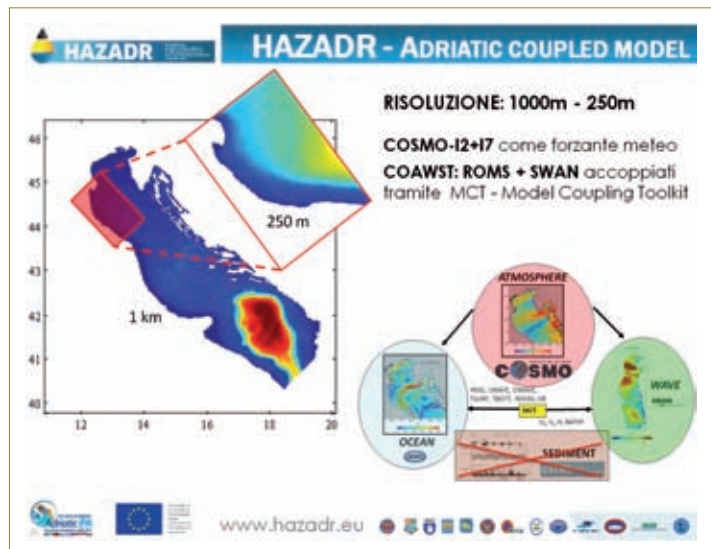 HAZADR
HAZADR - ADRIATIC COUPLED MODEL
RISOLUZIONE: 1000m - 250m
COSMO-I2+I7 come forzante meteo
COAWST: ROMS + SWAN accoppiati
tramite MCT - Model Coupling Toolkit
46
45
44
43
42
41
40
12
14
16
18
20
250 m
1 km
ATMOSPHERE
COSMO
WAVE
OCEAN
MCT
SEDIMENT
Adriatic IPA
www.hazadr.eu